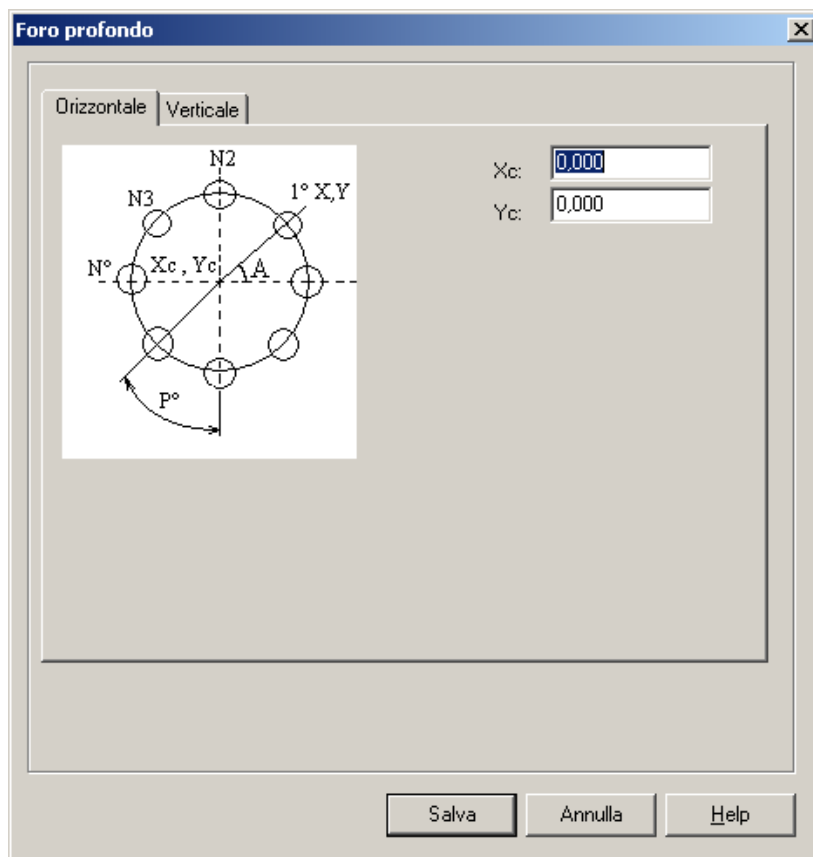 Foro profondo
Orizzontale
Verticale
N2
N3
1° X,Y
N°
Xc , Yc
A
P°
Xc: 0,000
Yc: 0,000
Salva
Annulla
Help